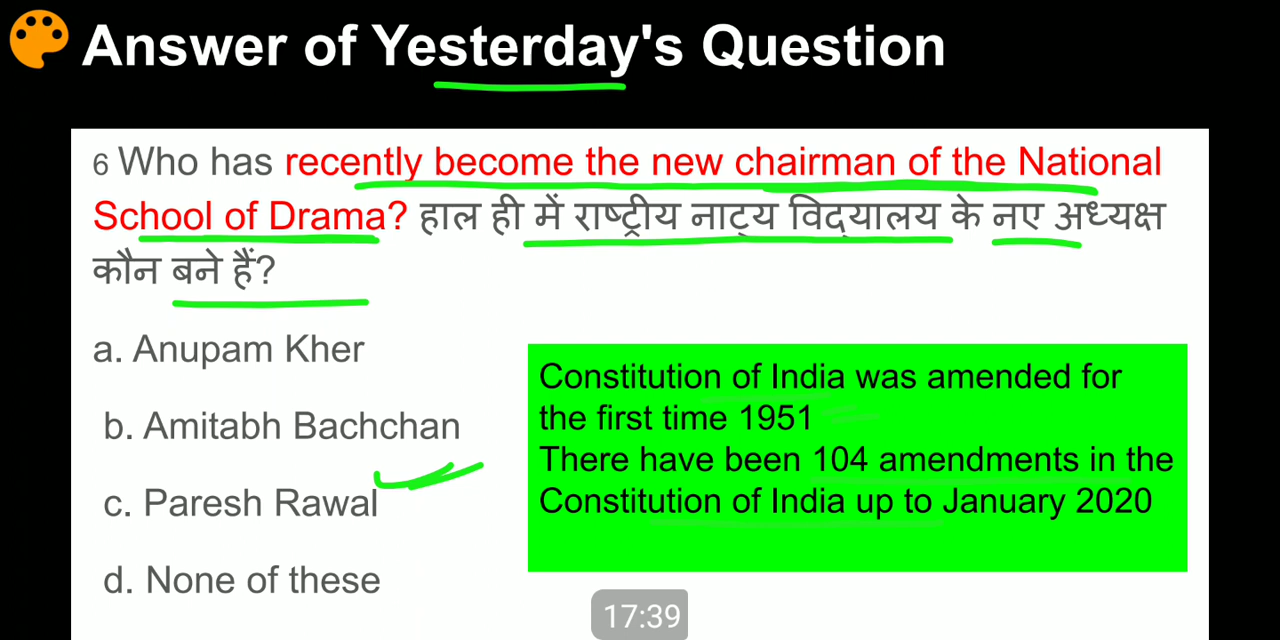 Answer of Yesterday's Question
6 Who has recently become the new chairman of the National
School of Drama? हाल ही में राष्ट्रीय नाट्य विद्यालय के नए अध्यक्ष
कौन बने हैं?
a. Anupam Kher
b. Amitabh Bachchan
c. Paresh Rawal
d. None of these
Constitution of India was amended for
the first time 1951
There have been 104 amendments in the
Constitution of India up to January 2020
17:39